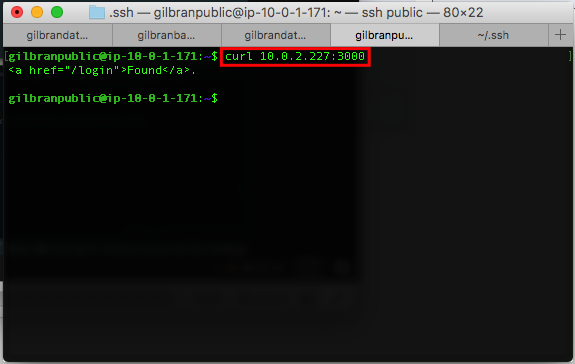 .ssh — gilbranpublic@ip-10-0-1-171: ~ — ssh public — 80×22
gilbrandat... gilbranba... gilbrandat... gilbranpu... ~/.ssh
[gilbranpublic@ip-10-0-1-171:~$ curl 10.0.2.227:3000 ]
<a href="/login">Found</a>.
gilbranpublic@ip-10-0-1-171:~$